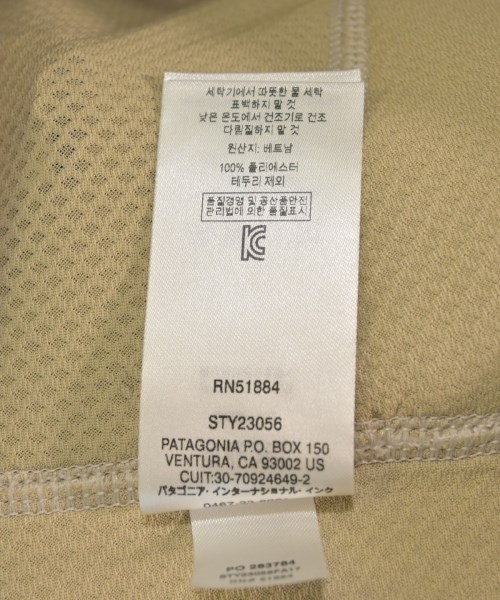 세탁기에서 따뜻한 물 세탁
표백하지 말 것
낮은 온도에서 건조기로 건조
다림질하지 말 것
원산지: 베트남
100% 폴리에스터
테두리 제외
품질경영 및 공산품안전
관리법에 의한 품질표시
RN51884
STY23056
PATAGONIA P.O. BOX 150
VENTURA, CA 93002 US
CUIT:30-70924649-2
パタゴニア・インターナショナル・インク
PO 283784
STY23056FA17